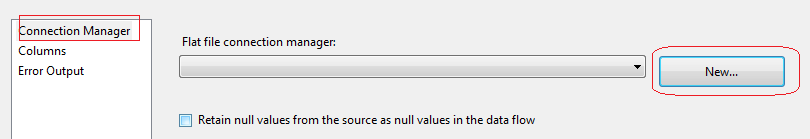 Connection Manager
Columns
Error Output
Flat file connection manager:
New...
Retain null values from the source as null values in the data flow